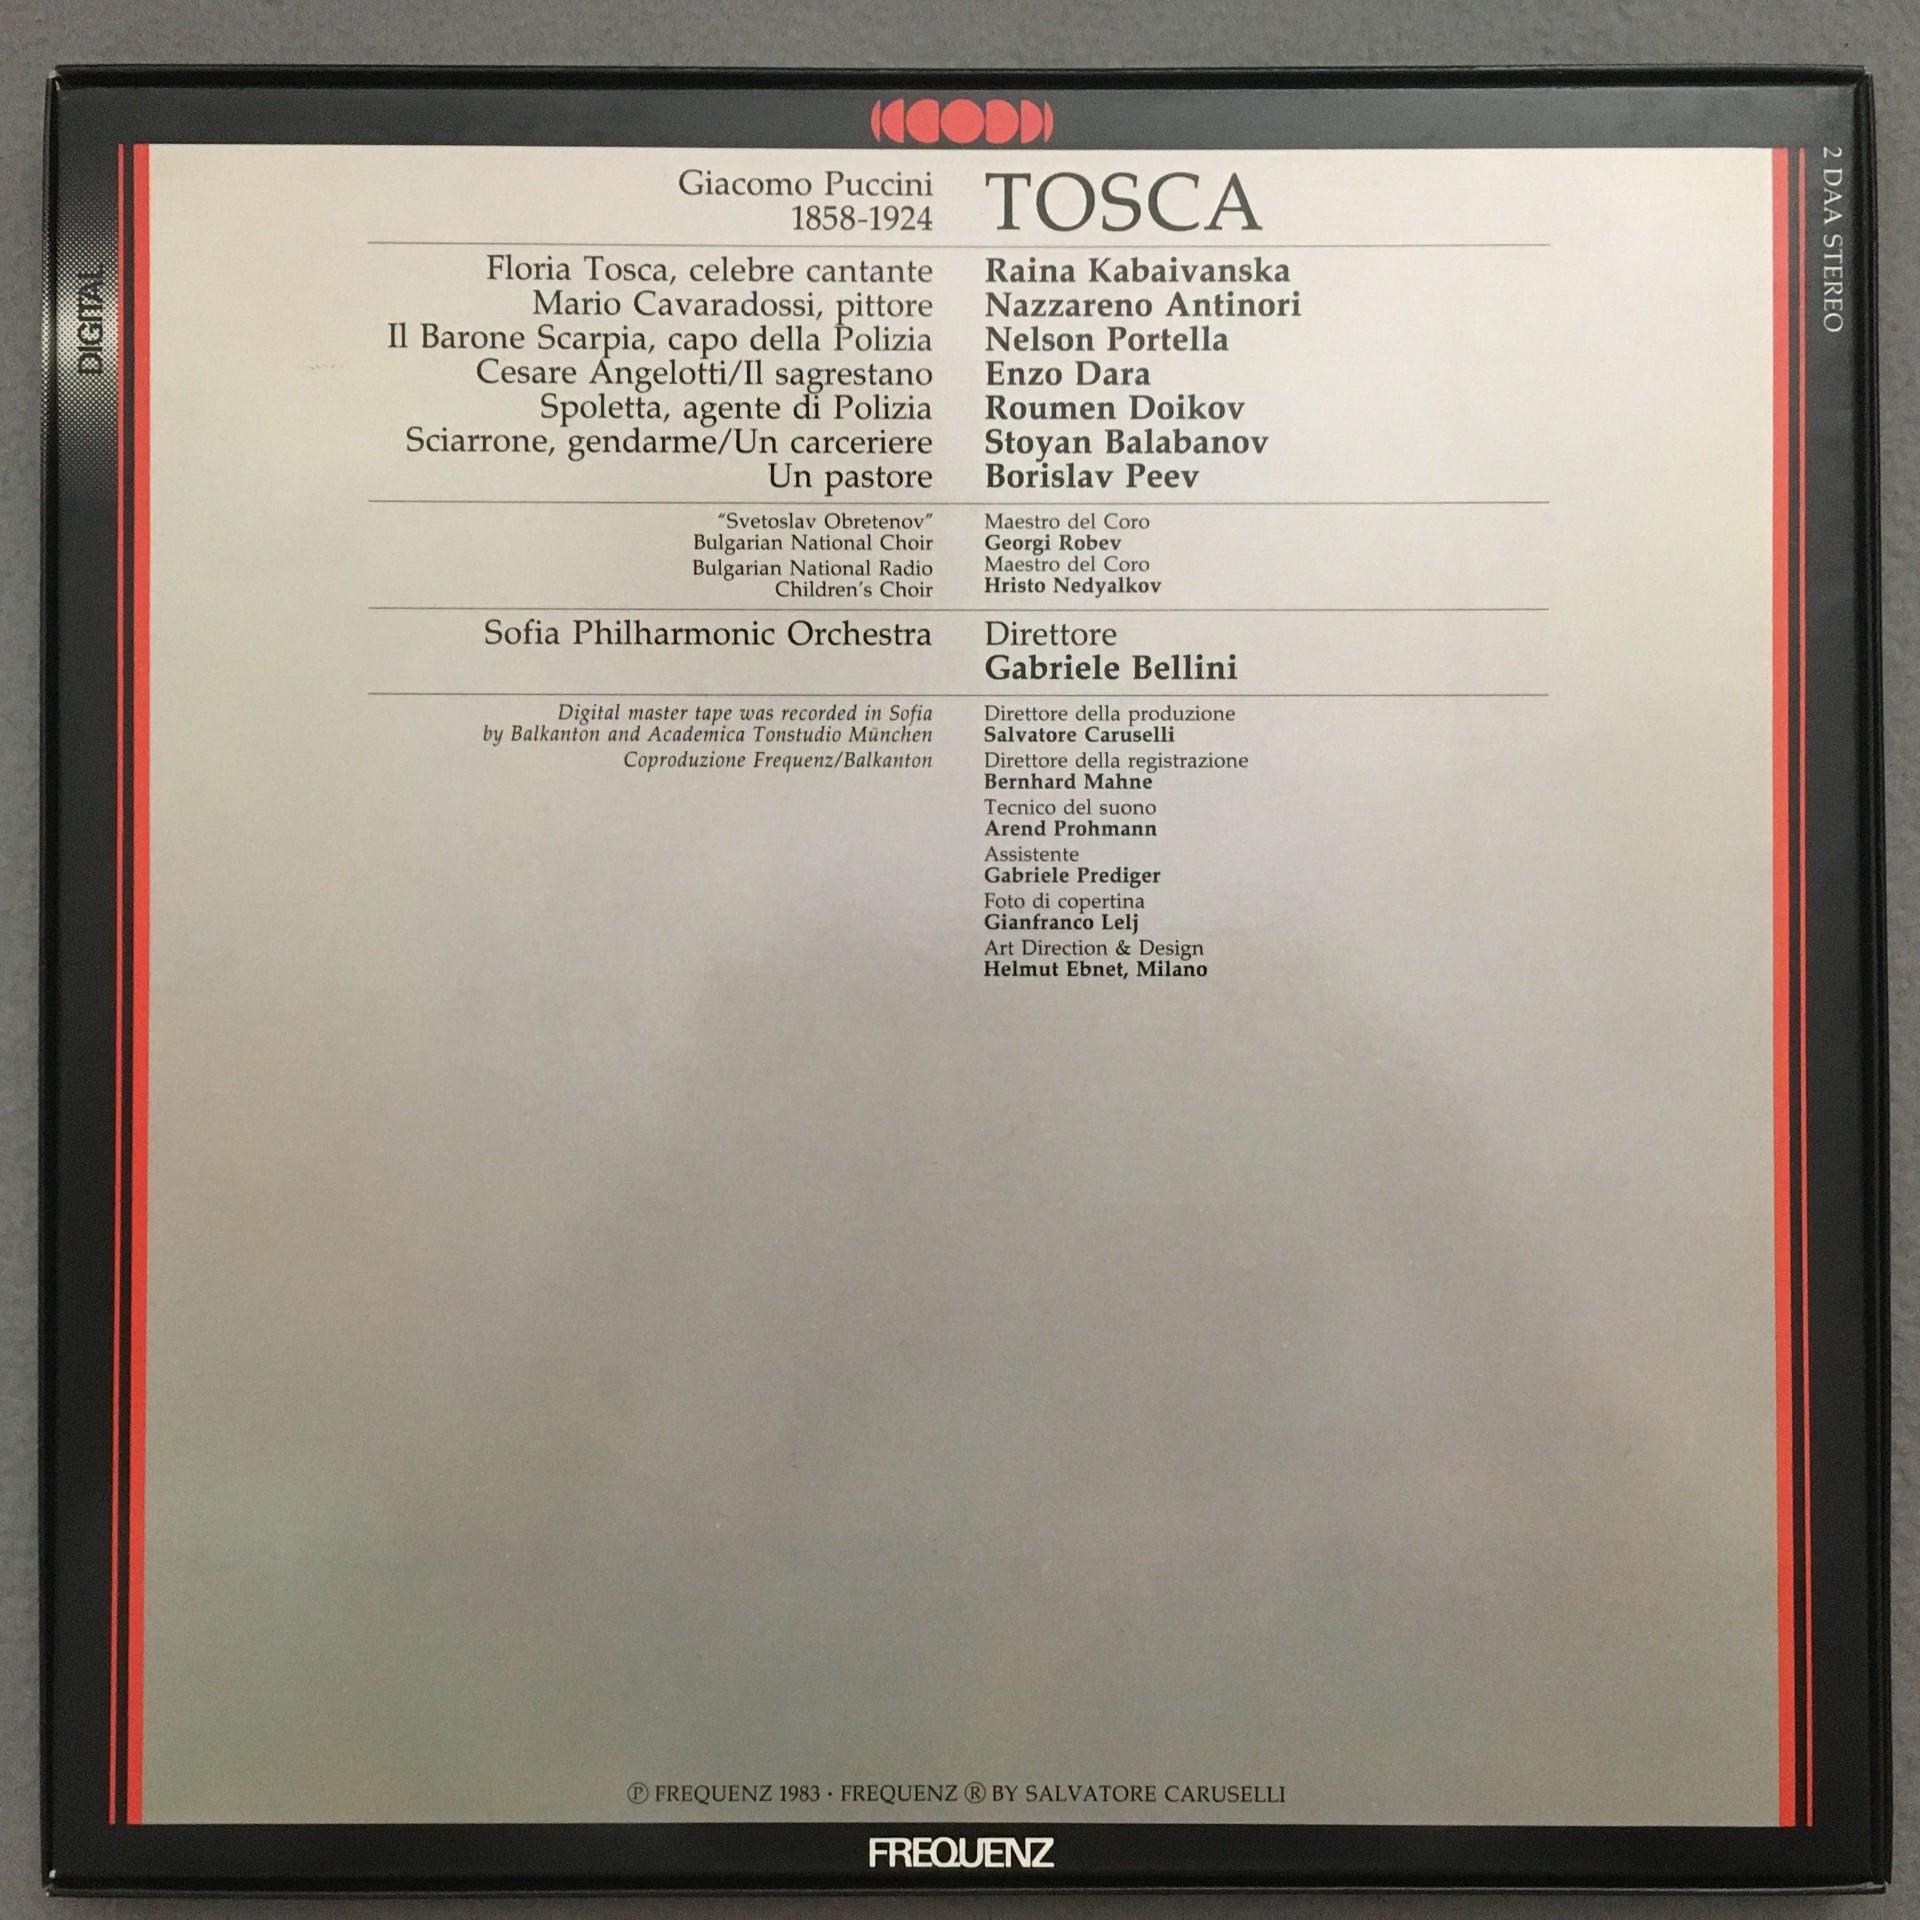 Giacomo Puccini
1858-1924
TOSCA
Floria Tosca, celebre cantante Raina Kabaivanska
Mario Cavaradossi, pittore Nazzareno Antinori
Il Barone Scarpia, capo della Polizia Nelson Portella
Cesare Angelotti/Il sagrestano Enzo Dara
Spoletta, agente di Polizia Roumen Doikov
Sciarrone, gendarme/Un carceriere Stoyan Balabanov
Un pastore Borislav Peev
"Svetoslav Obretenov"
Bulgarian National Choir
Maestro del Coro
Georgi Robev
Bulgarian National Radio
Children's Choir
Maestro del Coro
Hristo Nedyalkov
Sofia Philharmonic Orchestra
Direttore
Gabriele Bellini
Digital master tape was recorded in Sofia
by Balkanton and Academica Tonstudio München
Coproduzione Frequenz/Balkanton
Direttore della produzione
Salvatore Caruselli
Direttore della registrazione
Bernhard Mahne
Tecnico del suono
Arend Prohmann
Assistente
Gabriele Prediger
Foto di copertina
Gianfranco Lelj
Art Direction & Design
Helmut Ebnet, Milano
Ⓟ FREQUENZ 1983 · FREQUENZ Ⓡ BY SALVATORE CARUSELLI
FREQUENZ
DIGITAL
2 DAA STEREO